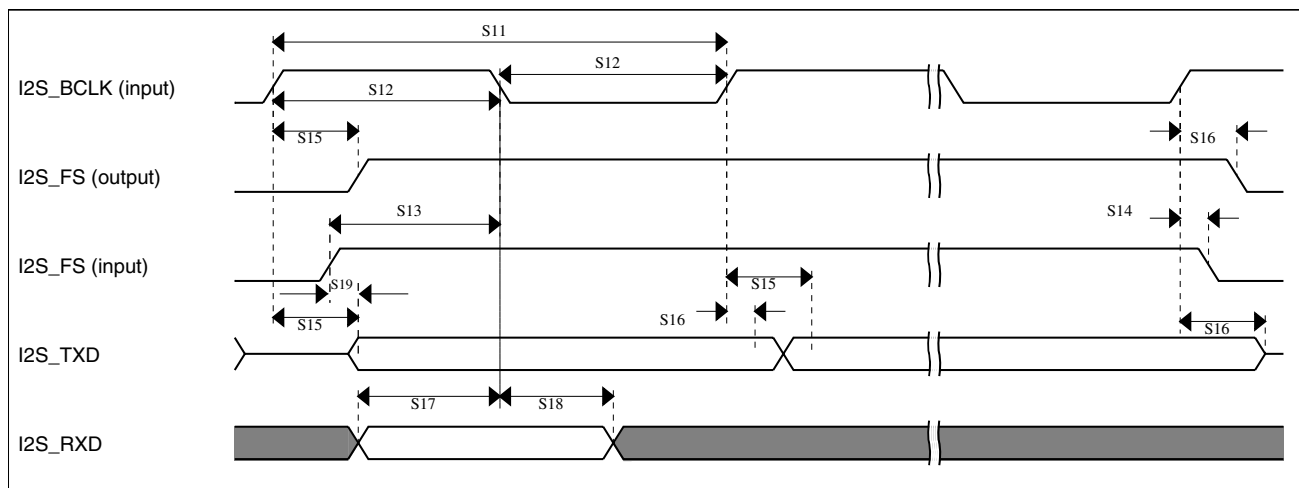 S11
I2S_BCLK (input)
S12
S12
S15
S16
I2S_FS (output)
S13
S14
I2S_FS (input)
S19
S15
S15
S16
S16
I2S_TXD
S17
S18
I2S_RXD